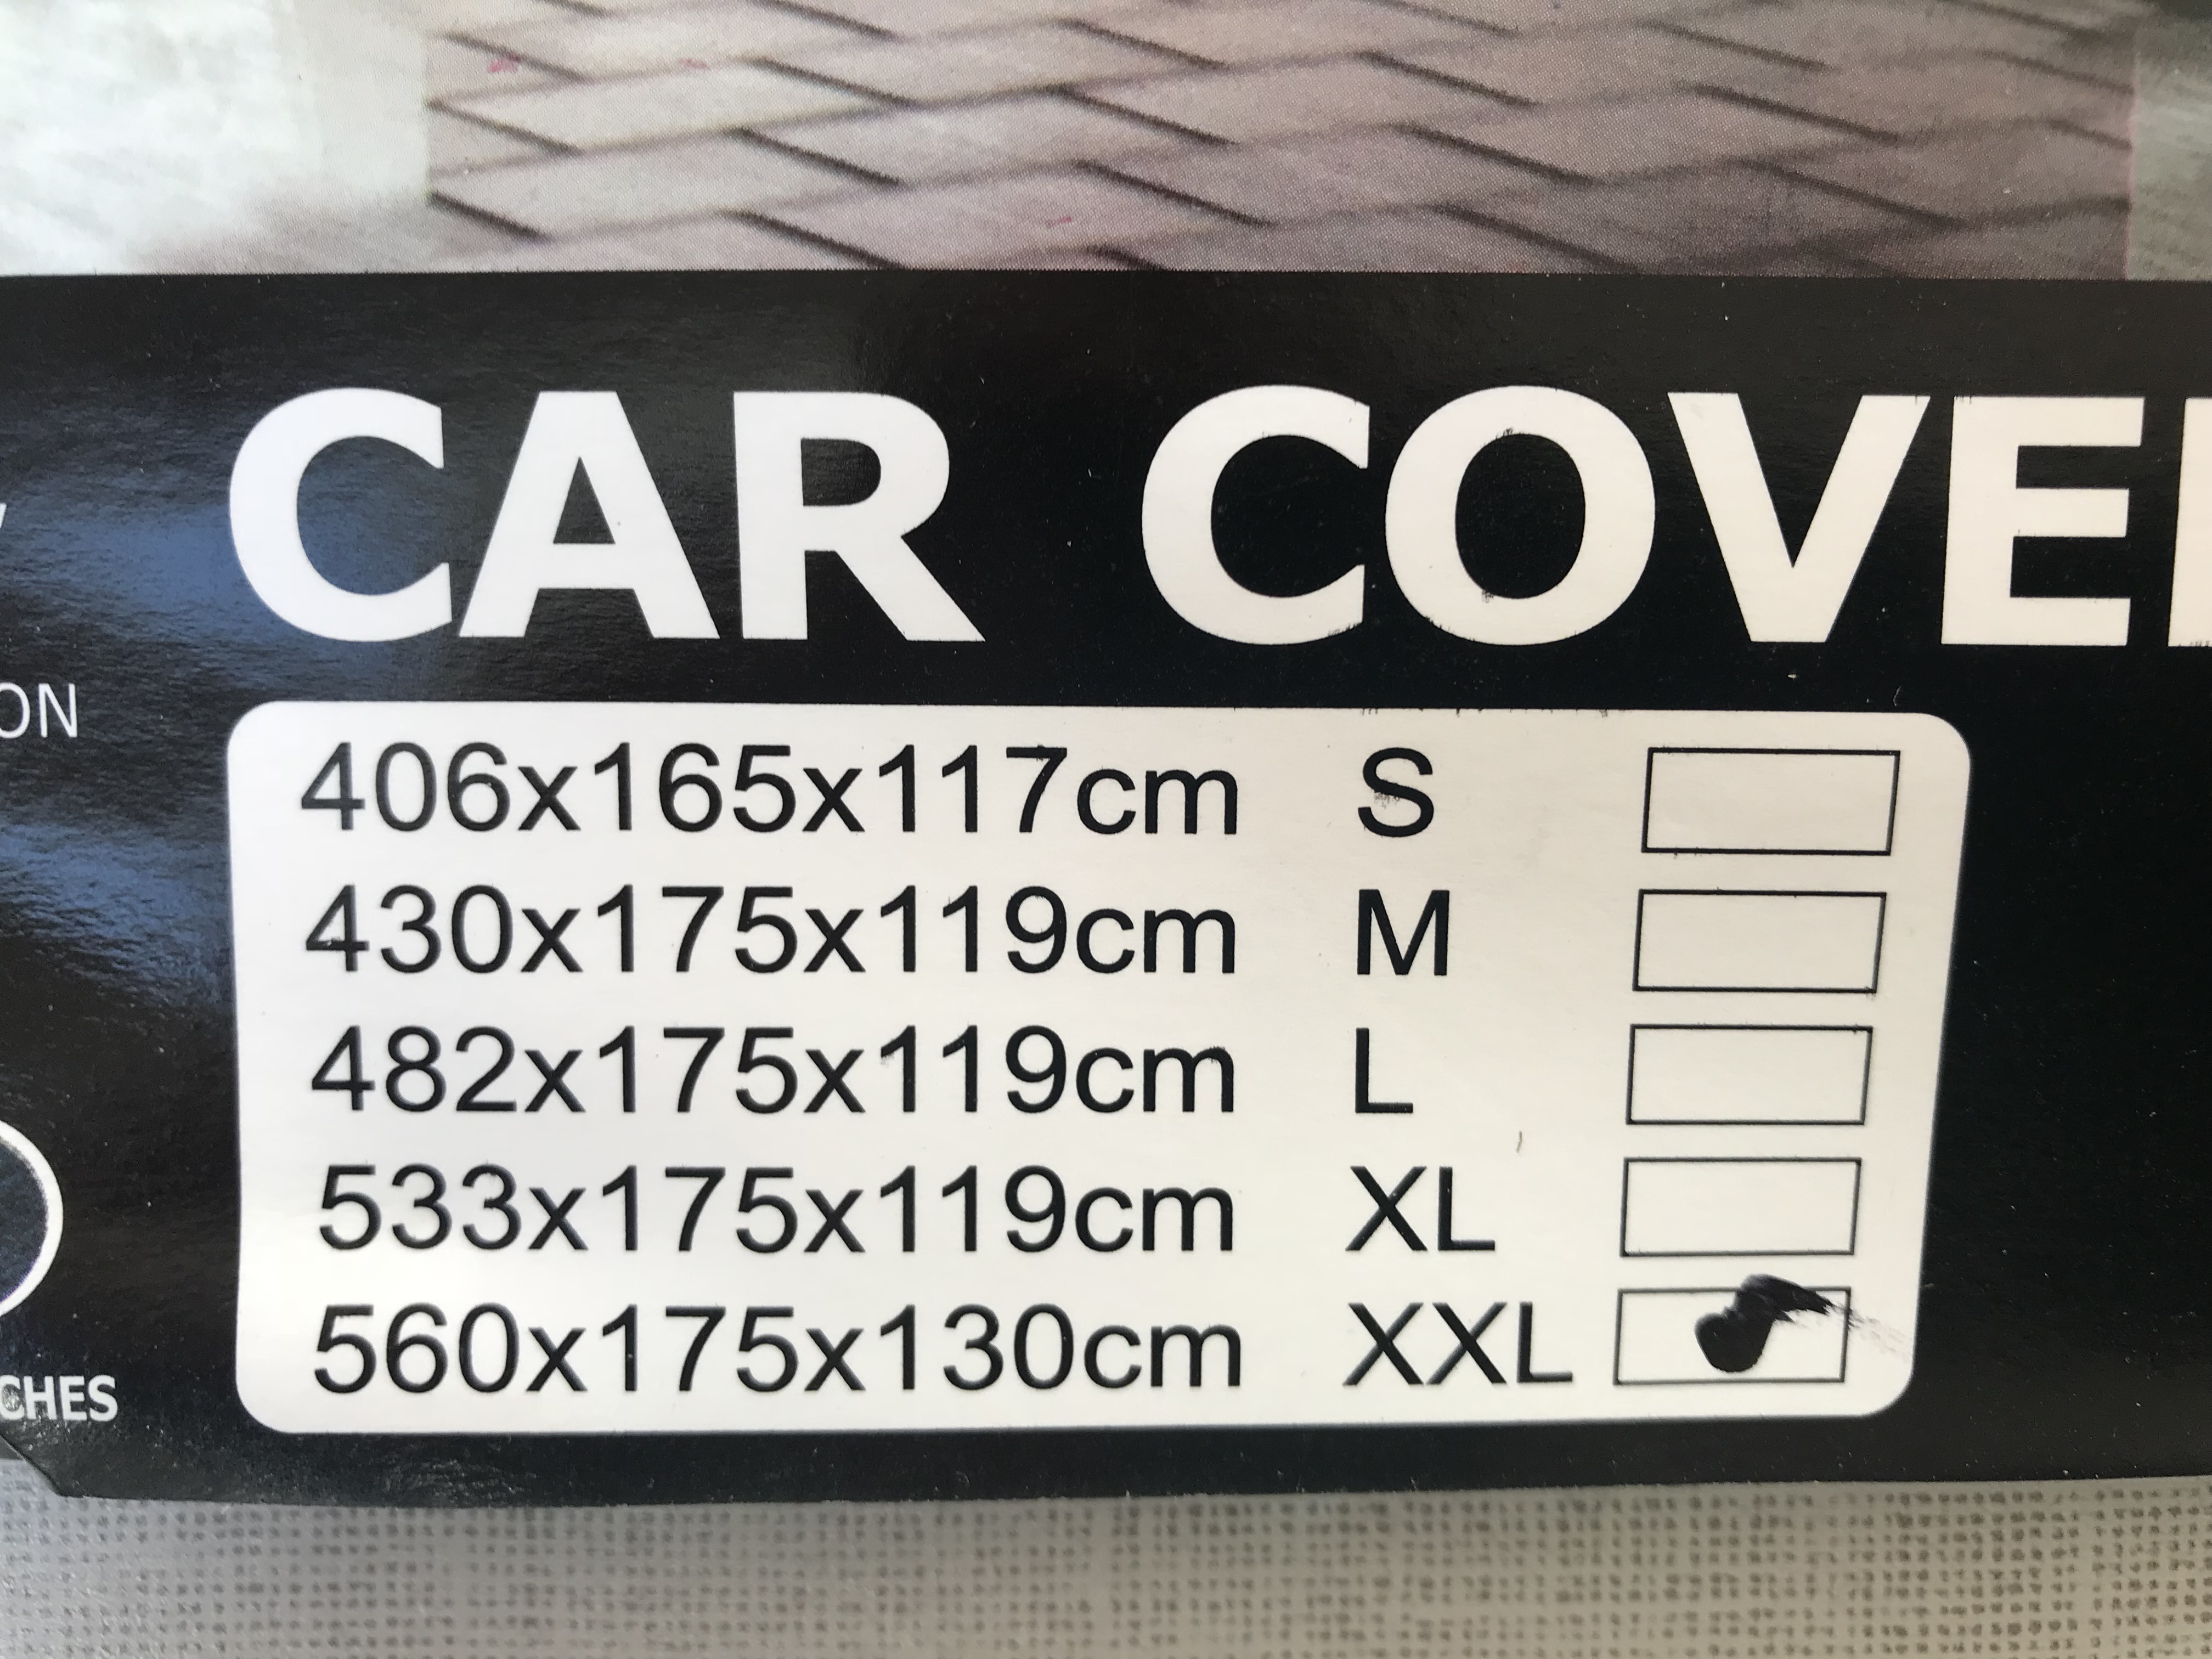 CAR COVE
ON
406x165x117cm S
430x175x119cm M
482x175x119cm L
533x175x119cm XL
560x175x130cm XXL
CHES